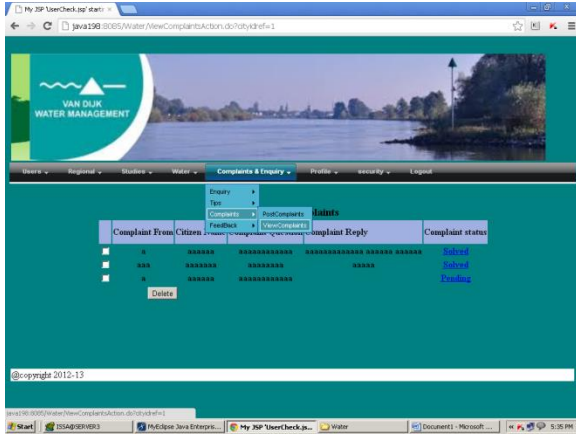 My JSP 'UserCheck.jsp' starti
java198:8085/Water/ViewComplaintsAction.do?cityidref=1
VAN DIJK
WATER MANAGEMENT
Users Regional Studies Water Complaints & Enquiry Profile security Logout
Enquiry
Tips
Complaints PostComplaints
FeedBack ViewComplaints
Complaint From Citizen Complaint Reply Complaint status
Solved
Solved
Pending
Delete
@copyright 2012-13
java198:8085/Water/ViewComplaintsAction.do?cityidref=1
Start ISSA@SERVER3 MyEclipse Java Enterpris... My JSP 'UserCheck.js... Water Document1 - Microsoft ... 5:35 PM